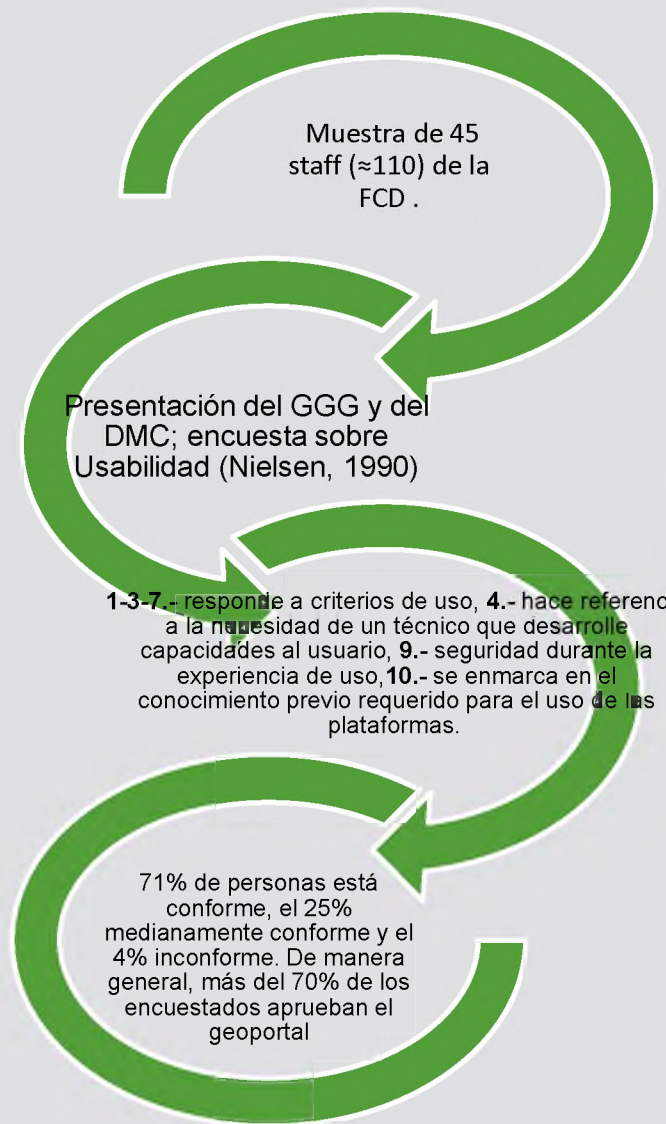 Muestra de 45
staff (≈110) de la
FCD .
Presentación del GGG y del
DMC; encuesta sobre
Usabilidad (Nielsen, 1990)
1-3-7.- responde a criterios de uso, 4.- hace referenc
a la necesidad de un técnico que desarrolle
capacidades al usuario, 9.- seguridad durante la
experiencia de uso,10.- se enmarca en el
conocimiento previo requerido para el uso de las
plataformas.
71% de personas está
conforme, el 25%
medianamente conforme y el
4% inconforme. De manera
general, más del 70% de los
encuestados aprueban el
geoportal